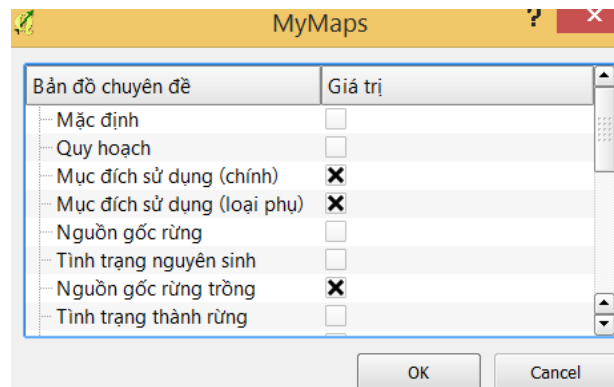 MyMaps ?
Bản đồ chuyên đề Giá trị
Mặc định
Quy hoạch
Mục đích sử dụng (chính)
Mục đích sử dụng (loại phụ)
Nguồn gốc rừng
Tình trạng nguyên sinh
Nguồn gốc rừng trồng
Tình trạng thành rừng
OK Cancel